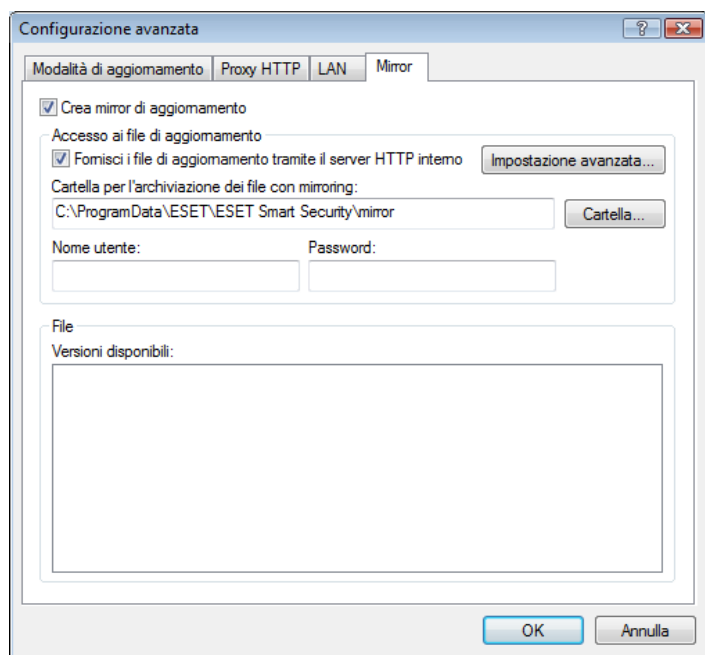 Configurazione avanzata
Modalità di aggiornamento Proxy HTTP LAN Mirror
Crea mirror di aggiornamento
Accesso ai file di aggiornamento
Fornisci i file di aggiornamento tramite il server HTTP interno Impostazione avanzata...
Cartella per l'archiviazione dei file con mirroring:
C:\ProgramData\ESET\ESET Smart Security\mirror Cartella...
Nome utente: Password:
File
Versioni disponibili:
OK Annulla